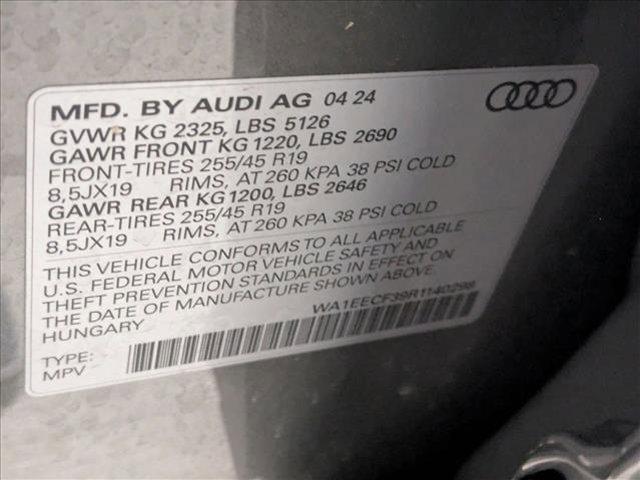 MFD. BY AUDI AG 04 24
GVWR KG 2325, LBS 5126
GAWR FRONT KG 1220, LBS 2690
FRONT-TIRES 255/45 R19
8,5JX19 RIMS, AT 260 KPA 38 PSI COLD
GAWR REAR KG 1200, LBS 2646
REAR-TIRES 255/45 R19
8,5JX19 RIMS, AT 260 KPA 38 PSI COLD
THIS VEHICLE CONFORMS TO ALL APPLICABLE
U.S. FEDERAL MOTOR VEHICLE SAFETY AND
THEFT PREVENTION STANDARDS IN EFFECT ON
THE DATE OF MANUFACTURE SHOWN ABOVE.
HUNGARY WA1EECF39R1140298
TYPE:
MPV